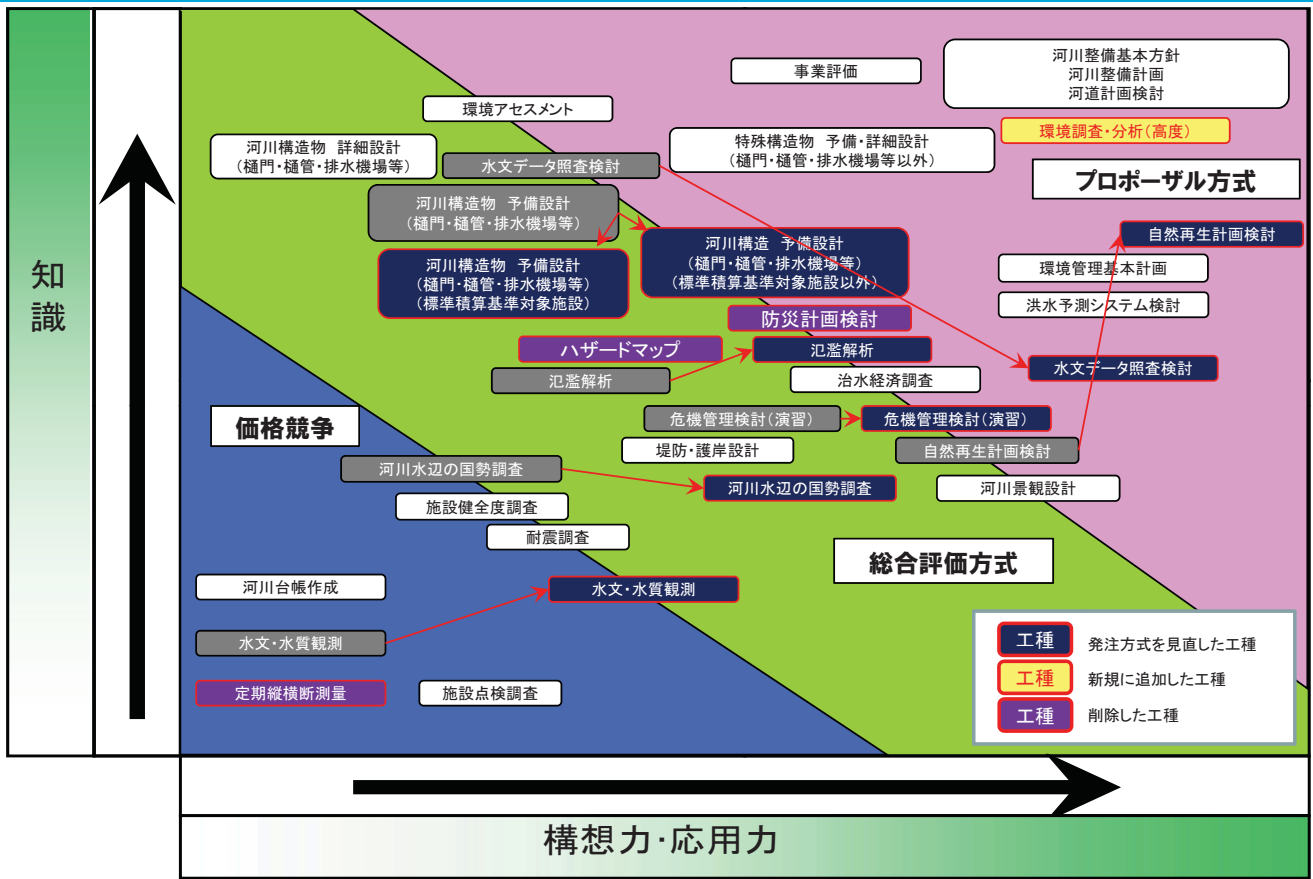 事業評価
河川整備基本方針
河川整備計画
河道計画検討
環境アセスメント
環境調査・分析(高度)
河川構造物 詳細設計
(樋門・樋管・排水機場等)
水文データ照査検討
特殊構造物 予備・詳細設計
(樋門・樋管・排水機場等以外)
プロポーザル方式
河川構造物 予備設計
(樋門・樋管・排水機場等)
自然再生計画検討
河川構造物 予備設計
(樋門・樋管・排水機場等)
(標準積算基準対象施設)
河川構造 予備設計
(樋門・樋管・排水機場等)
(標準積算基準対象施設以外)
環境管理基本計画
洪水予測システム検討
知
識
防災計画検討
ハザードマップ
氾濫解析
氾濫解析
治水経済調査
水文データ照査検討
価格競争
危機管理検討(演習)
危機管理検討(演習)
堤防・護岸設計
自然再生計画検討
河川水辺の国勢調査
河川水辺の国勢調査
河川景観設計
施設健全度調査
耐震調査
総合評価方式
河川台帳作成
水文・水質観測
水文・水質観測
定期縦横断測量
施設点検調査
工種 発注方式を見直した工種
工種 新規に追加した工種
工種 削除した工種
構想力・応用力